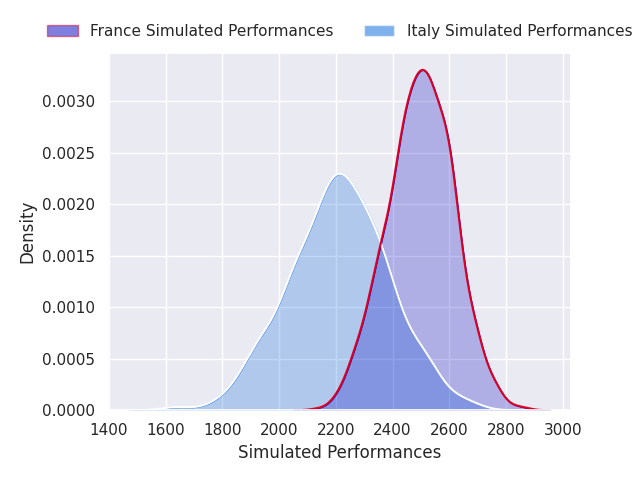 France Simulated Performances Italy Simulated Performances
0.0030
0.0025
0.0020
0.0015
0.0010
0.0005
0.0000
Density
1400 1600 1800 2000 2200 2400 2600 2800 3000
Simulated Performances